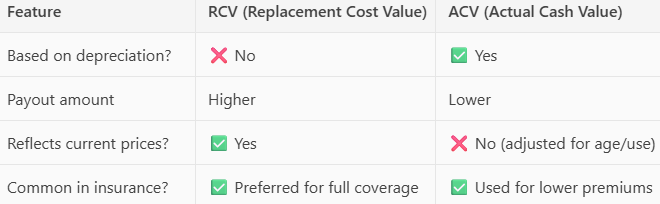 Feature RCV (Replacement Cost Value) ACV (Actual Cash Value)
Based on depreciation? ❌ No ✅ Yes
Payout amount Higher Lower
Reflects current prices? ✅ Yes ❌ No (adjusted for age/use)
Common in insurance? ✅ Preferred for full coverage ✅ Used for lower premiums